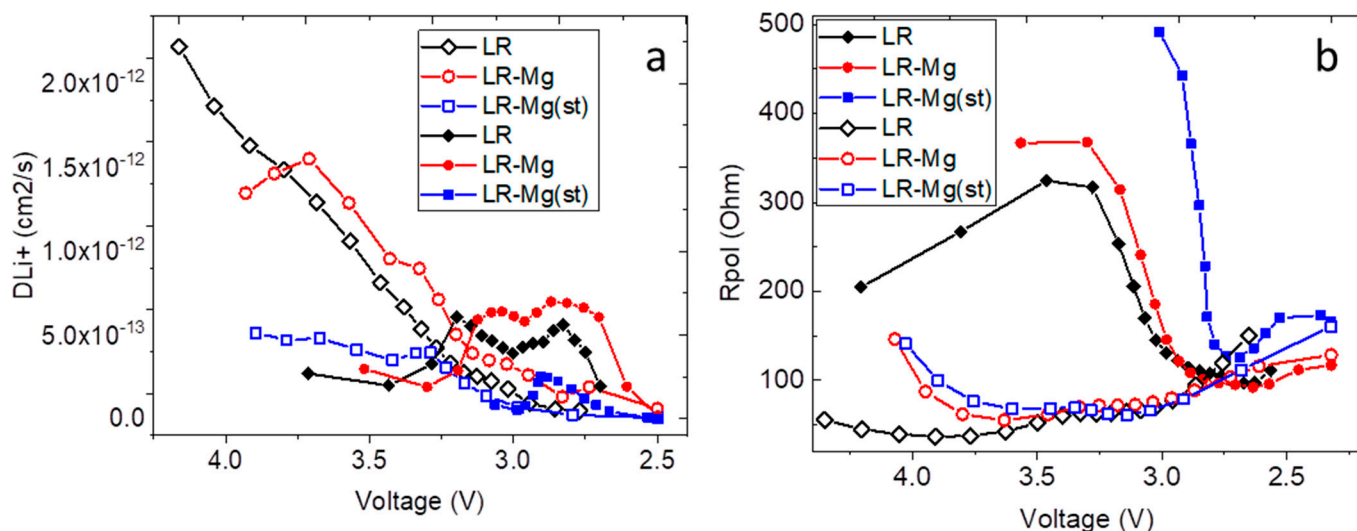 a
DLi+ (cm2/s)
2.0x10-12
1.5x10-12
1.0x10-12
5.0x10-13
0.0
4.0 3.5 3.0 2.5
Voltage (V)
LR
LR-Mg
LR-Mg(st)
LR
LR-Mg
LR-Mg(st)
b
Rpol (Ohm)
500
400
300
200
100
4.0 3.5 3.0 2.5
Voltage (V)
LR
LR-Mg
LR-Mg(st)
LR
LR-Mg
LR-Mg(st)